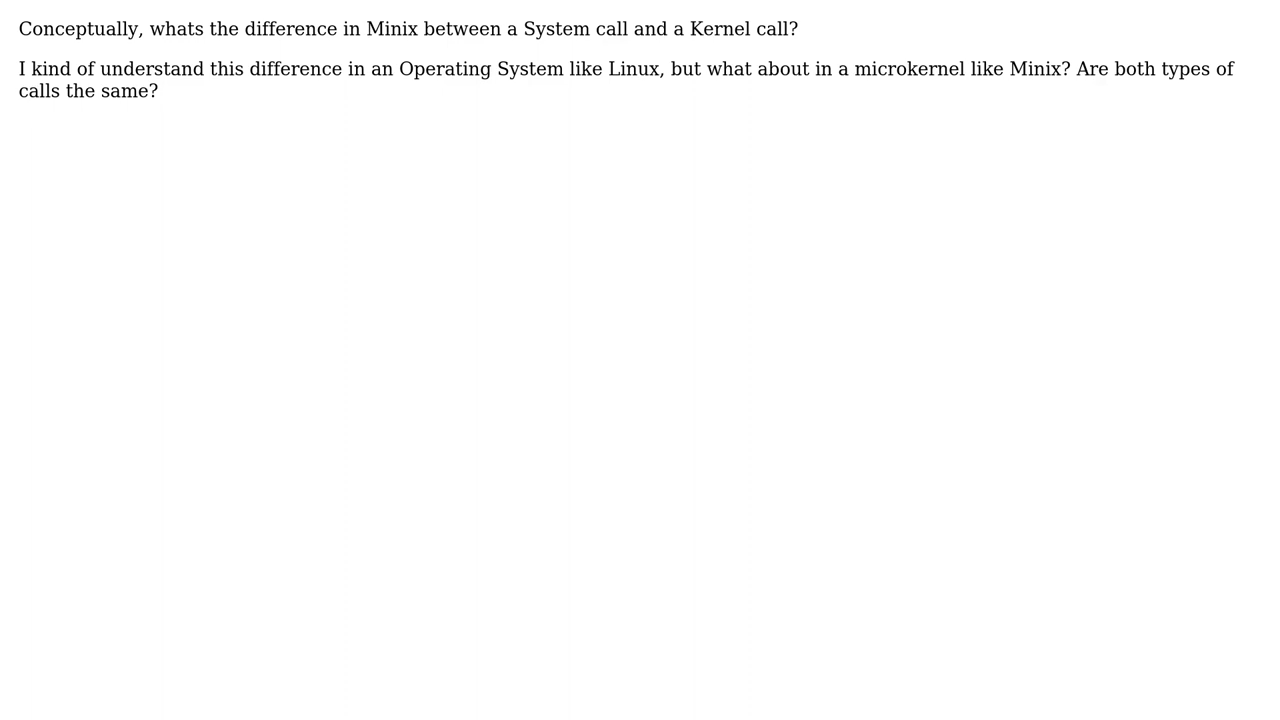 Conceptually, whats the difference in Minix between a System call and a Kernel call?
I kind of understand this difference in an Operating System like Linux, but what about in a microkernel like Minix? Are both types of
calls the same?